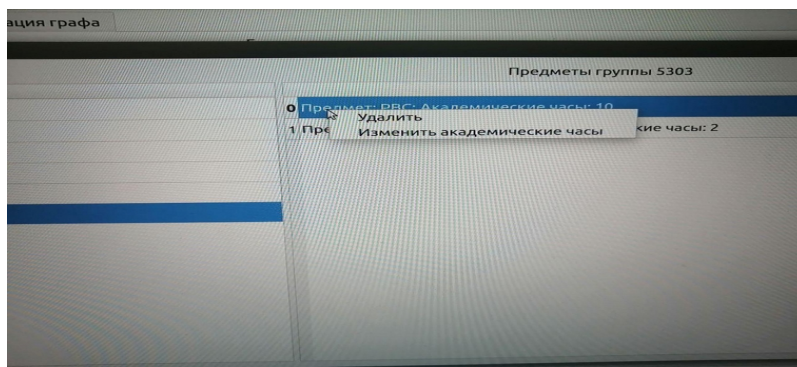 ация графа
Предметы группы 5303
0 Предмет: РВС; Академические часы: 10
Удалить
1 Пре Изменить академические часы кие часы: 2